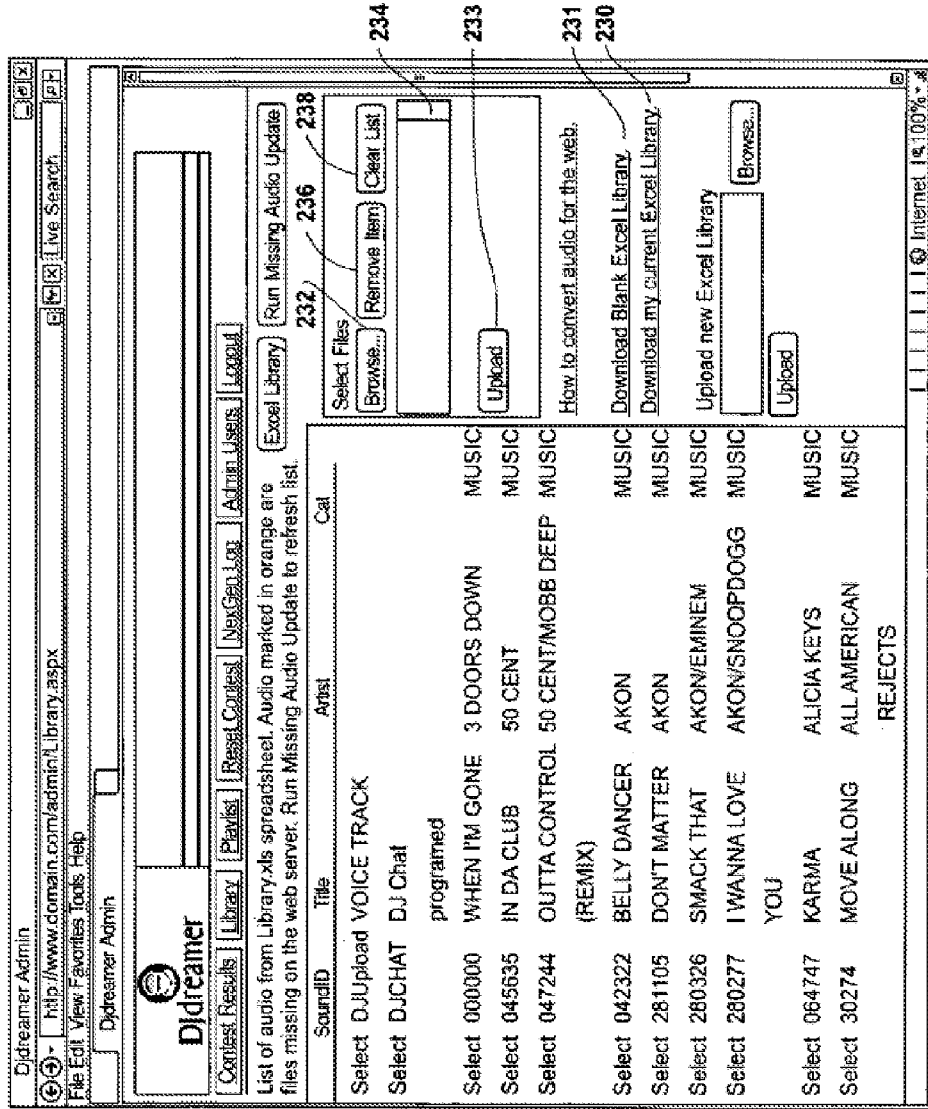 Djdreamer Admin
http://www.domain.com/admin/Library.aspx
Live Search
File Edit View Favorites Tools Help
Djdreamer Admin
Djdreamer
Contest Results Library Playlist Reset Contest NexGen Log Admin Users Logout
List of audio from Library.xls spreadsheet. Audio marked in orange are
files missing on the web server. Run Missing Audio Update to refresh list.
Excel Library Run Missing Audio Update
SoundID Title Artist Cat
Select DJUpload VOICE TRACK
Select DJCHAT DJ Chat
programed
Select 000000 WHEN I'M GONE 3 DOORS DOWN MUSIC
Select 045635 IN DA CLUB 50 CENT MUSIC
Select 047244 OUTTA CONTROL 50 CENT/MOBB DEEP MUSIC
(REMIX)
Select 042322 BELLY DANCER AKON MUSIC
Select 281105 DON'T MATTER AKON MUSIC
Select 280326 SMACK THAT AKON/EMINEM MUSIC
Select 280277 I WANNA LOVE AKON/SNOOPDOGG MUSIC
YOU
Select 064747 KARMA ALICIA KEYS MUSIC
Select 30274 MOVE ALONG ALL AMERICAN MUSIC
REJECTS
232 236 238
Select Files
Browse... Remove Item Clear List
234
Upload
233
How to convert audio for the web.
Download Blank Excel Library
231
Download my current Excel Library
230
Upload new Excel Library
Browse...
Upload
Internet 100%